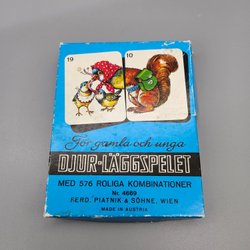 19 10
För gamla och unga
DJUR-LÄGGSPELET
MED 576 ROLIGA KOMBINATIONER
Nr. 4669
FERD. PIATNIK & SÖHNE, WIEN
MADE IN AUSTRIA